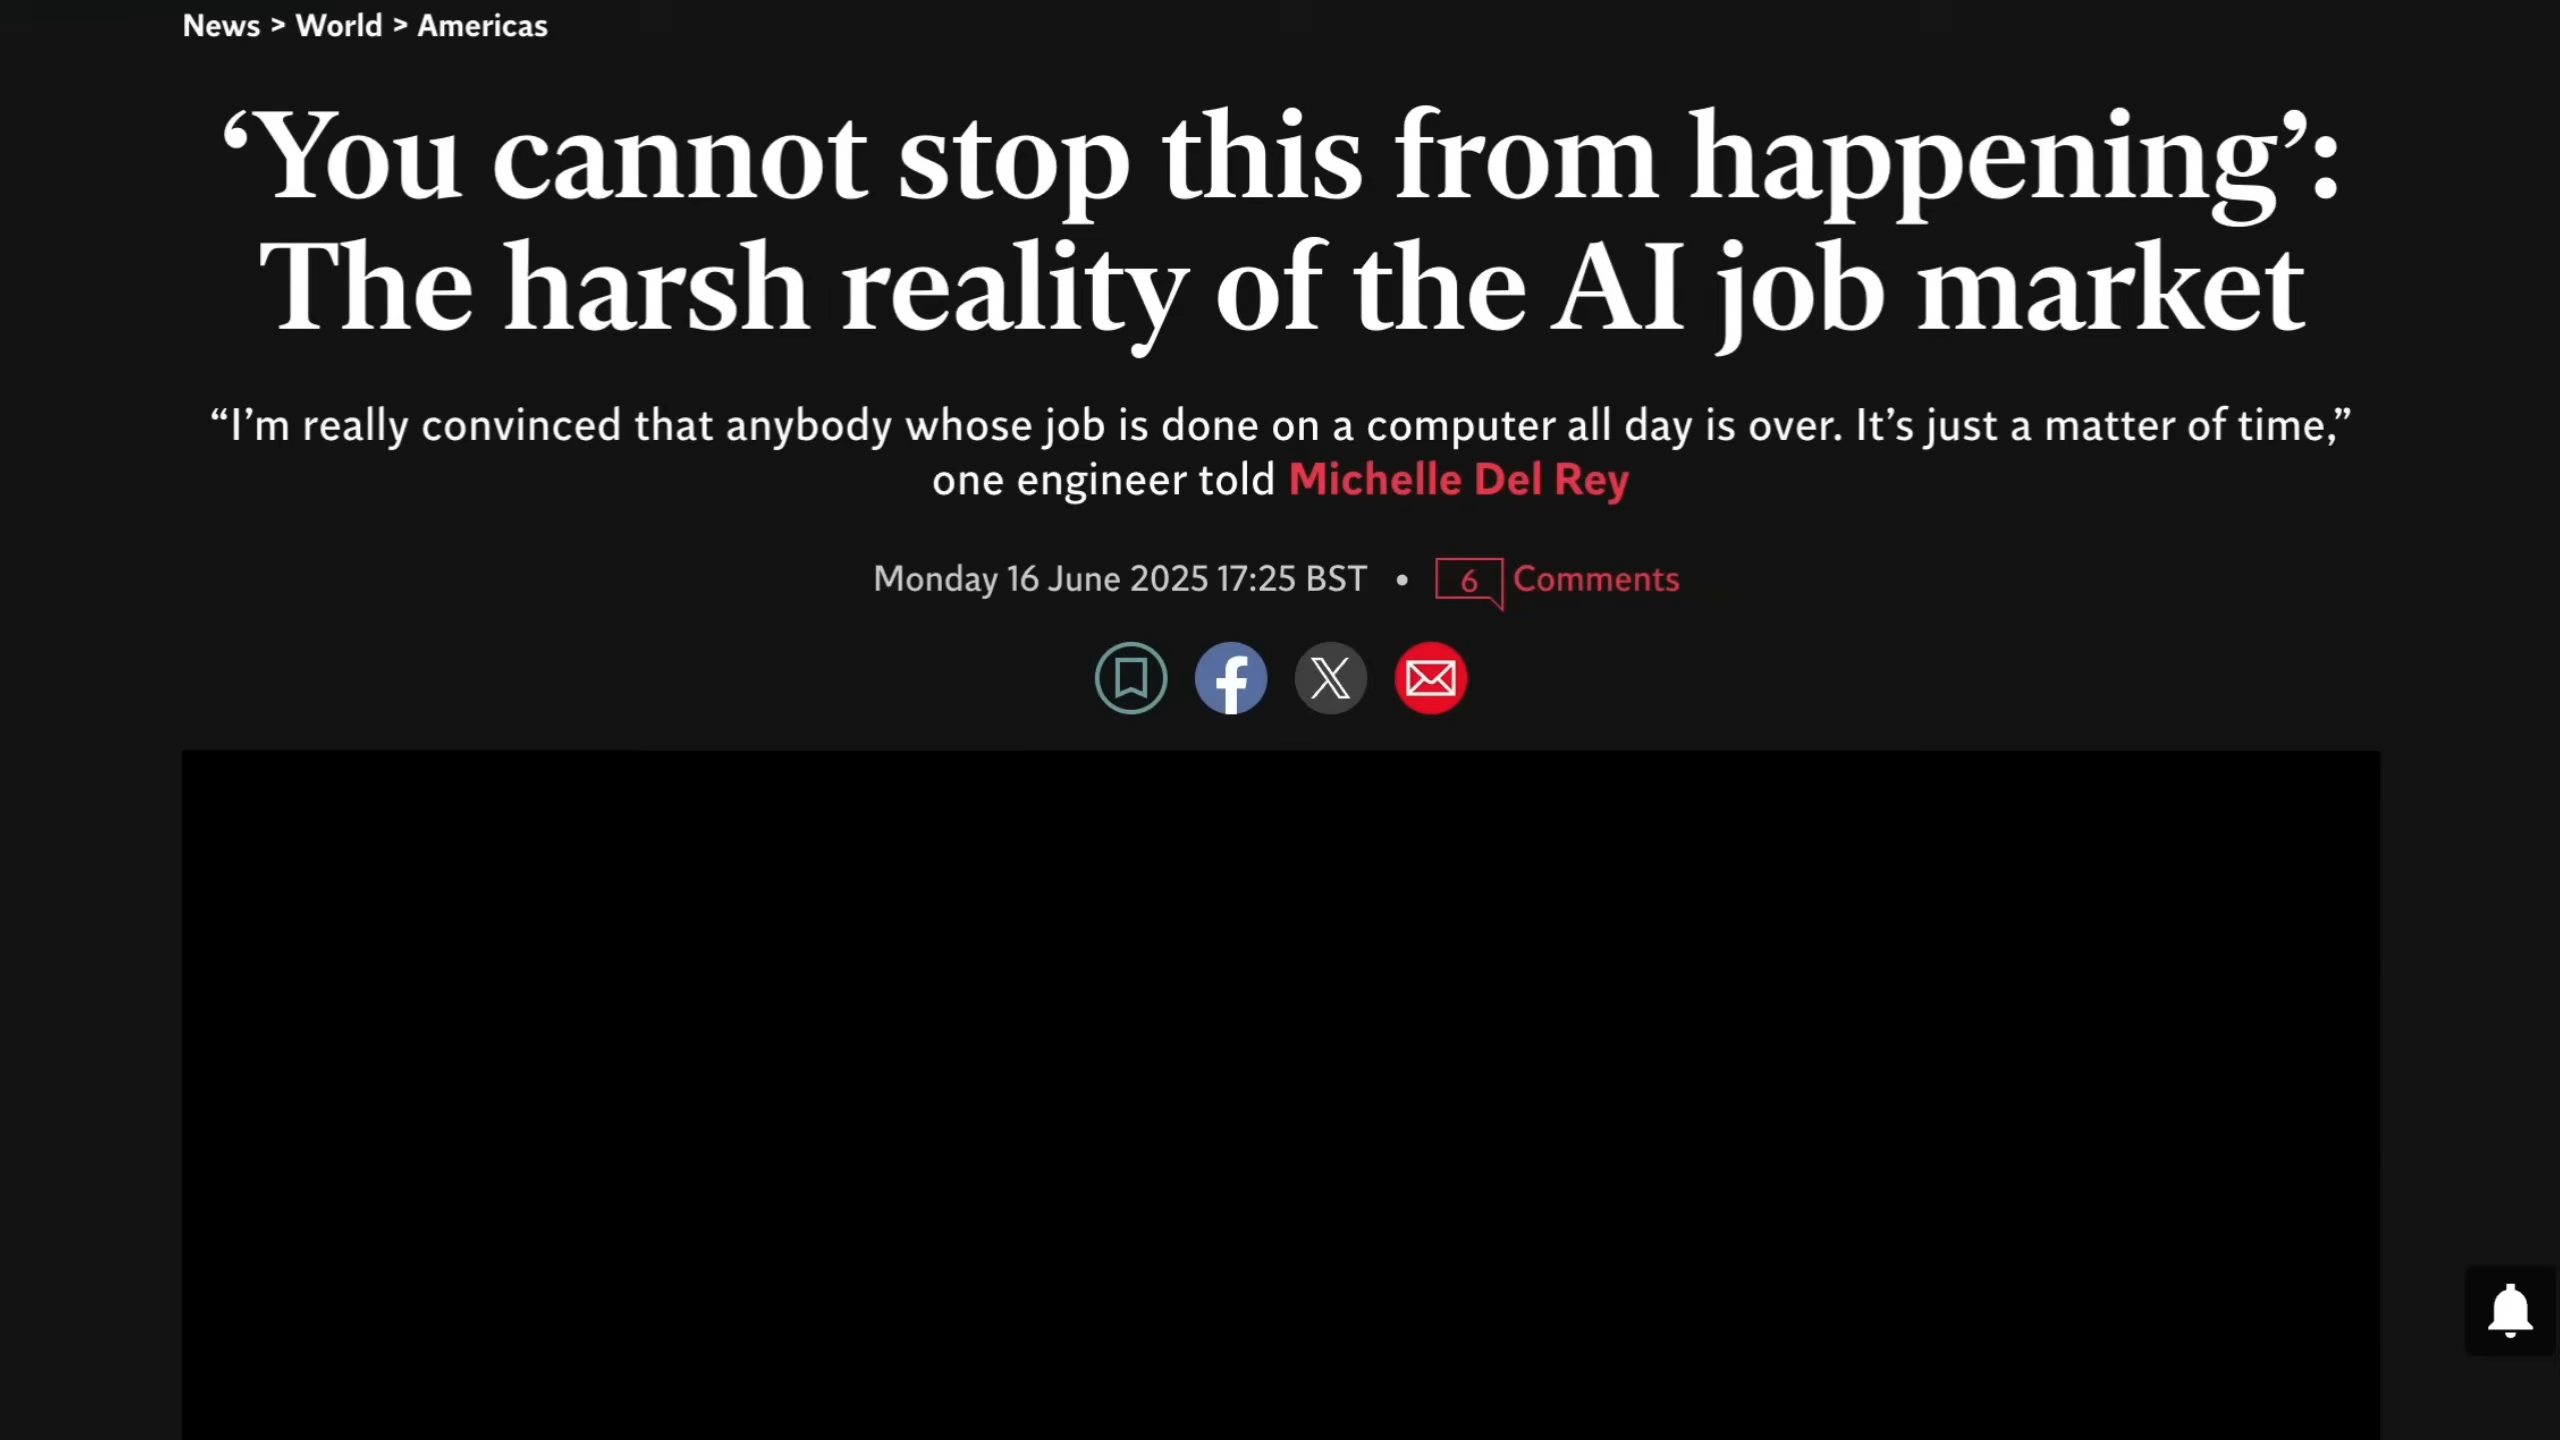 News > World > Americas
‘You cannot stop this from happening’:
The harsh reality of the AI job market
“I’m really convinced that anybody whose job is done on a computer all day is over. It’s just a matter of time,”
one engineer told Michelle Del Rey
Monday 16 June 2025 17:25 BST • 6 Comments